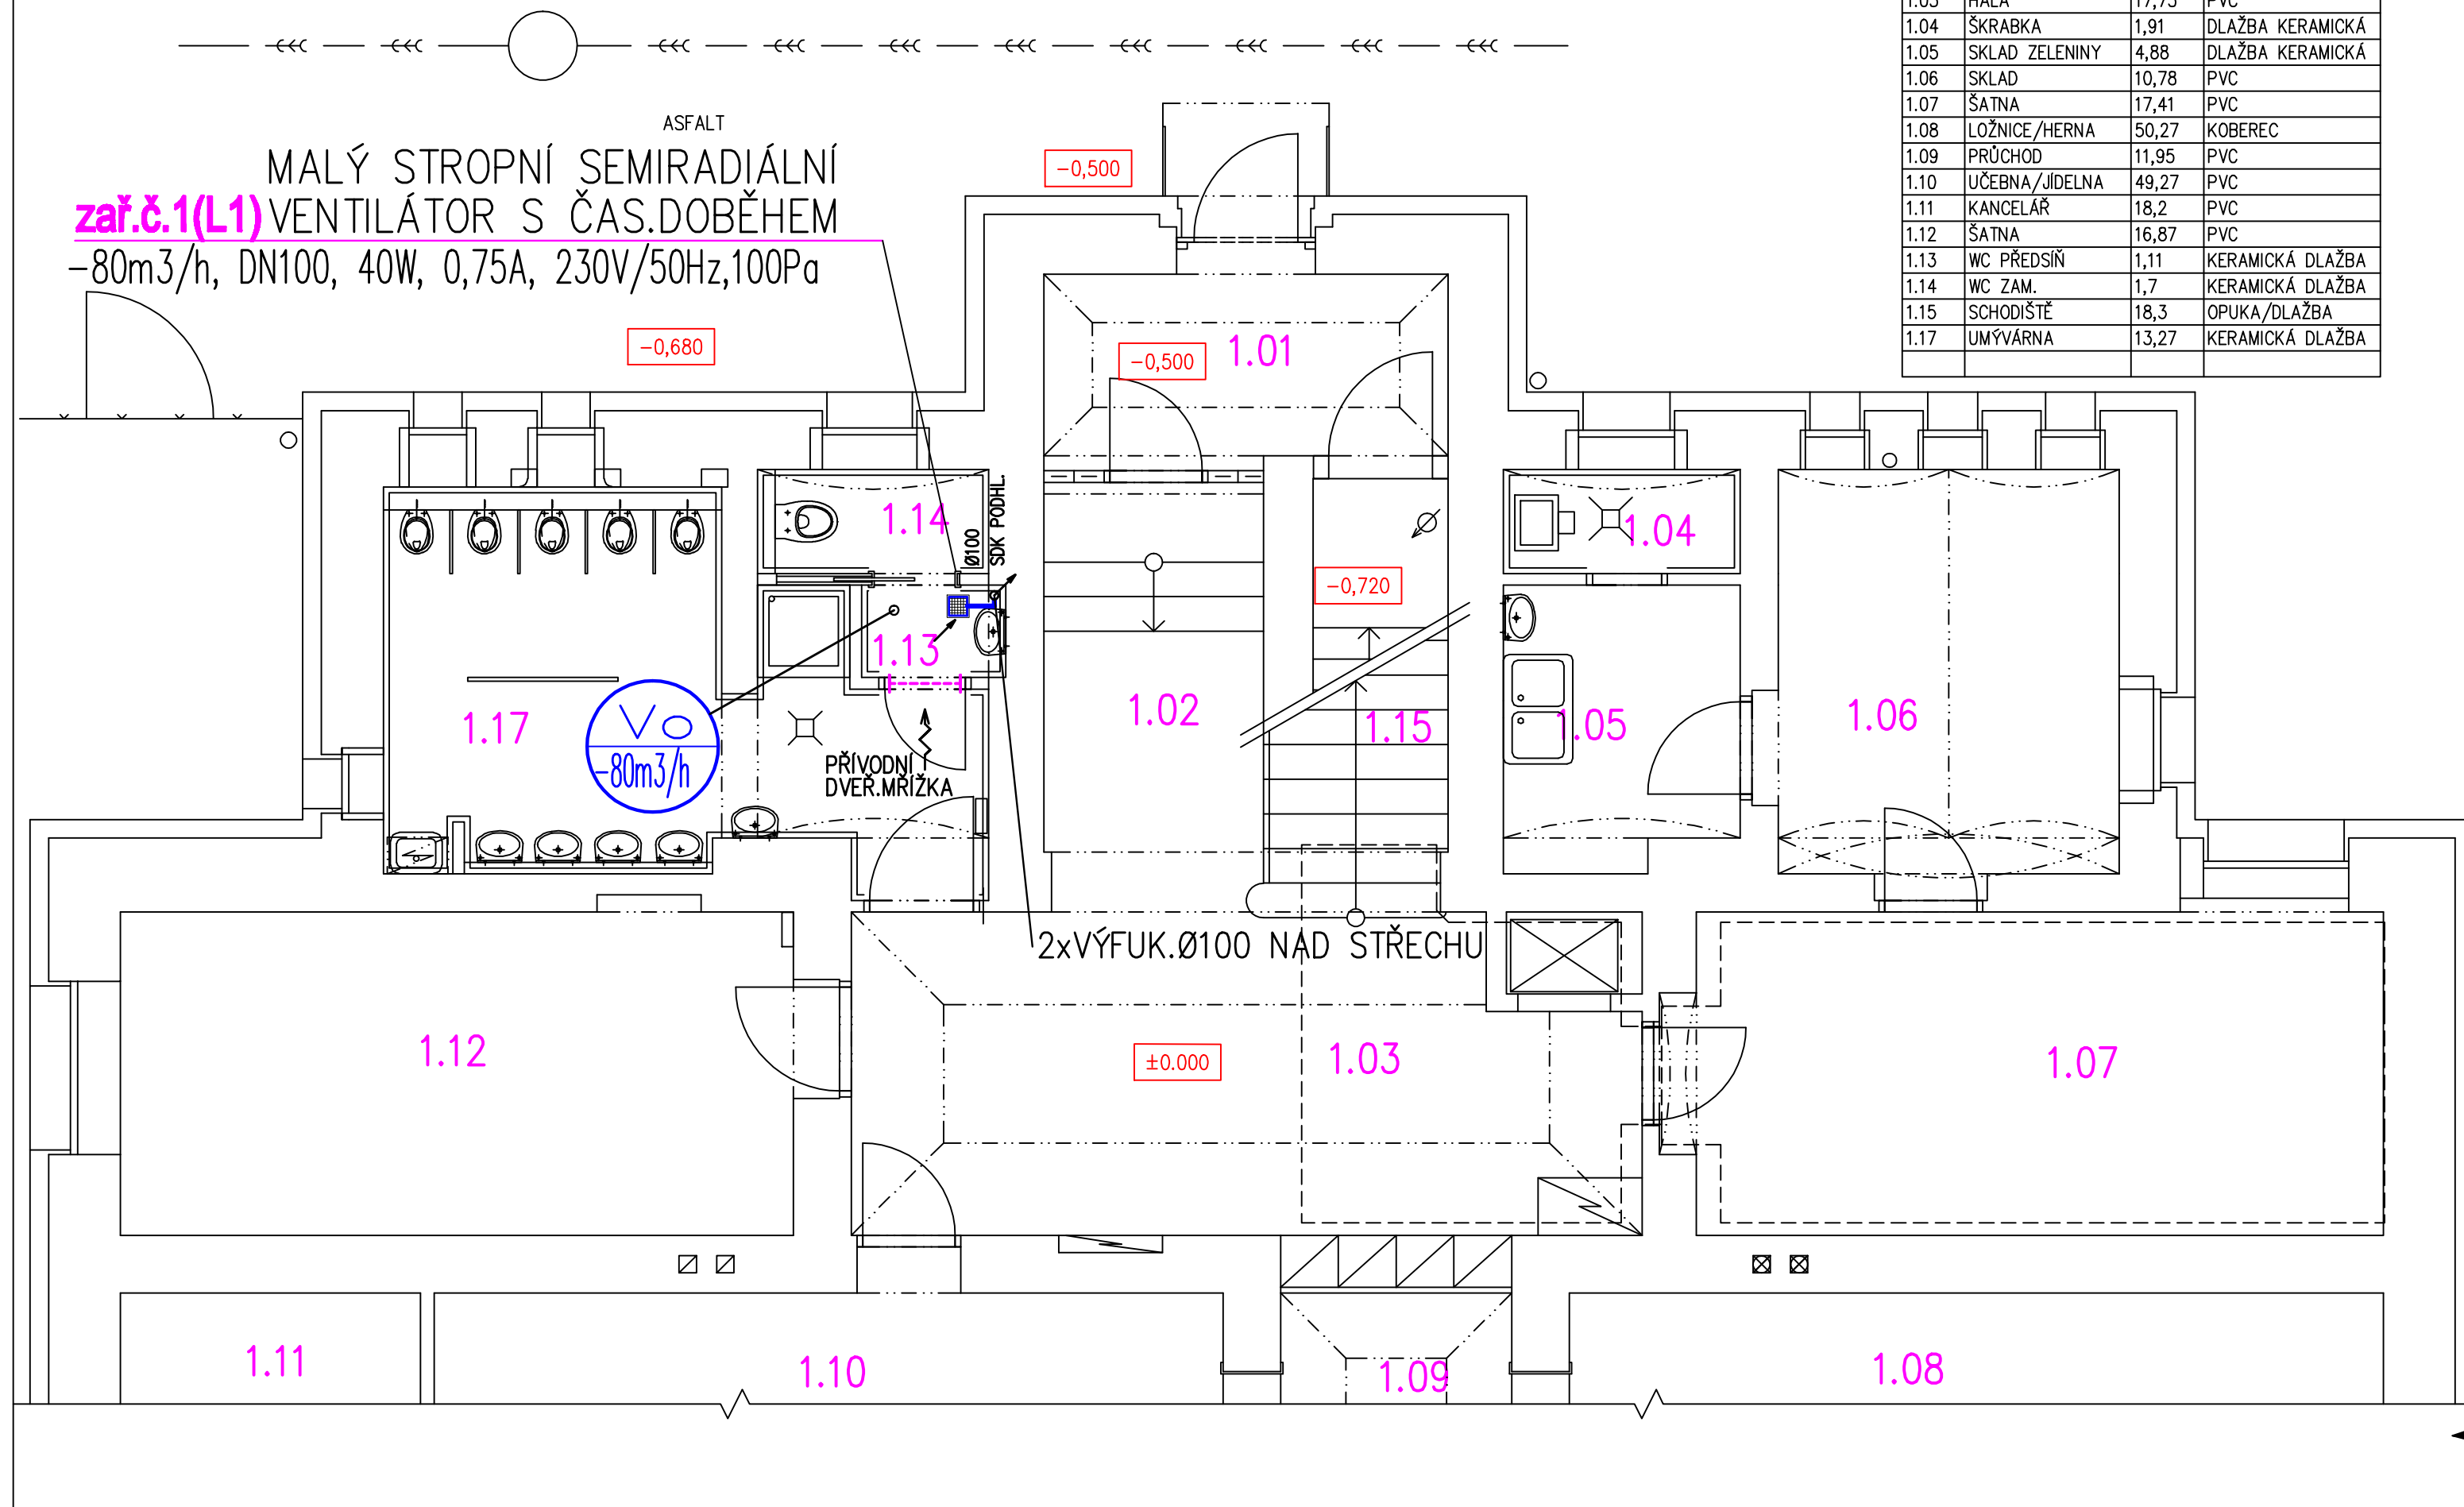 1.03 HALA 17,75 PVC
1.04 ŠKRABKA 1,91 DLAŽBA KERAMICKÁ
1.05 SKLAD ZELENINY 4,88 DLAŽBA KERAMICKÁ
1.06 SKLAD 10,78 PVC
1.07 ŠATNA 17,41 PVC
1.08 LOŽNICE/HERNA 50,27 KOBEREC
1.09 PRŮCHOD 11,95 PVC
1.10 UČEBNA/JÍDELNA 49,27 PVC
1.11 KANCELÁŘ 18,2 PVC
1.12 ŠATNA 16,87 PVC
1.13 WC PŘEDSÍŇ 1,11 KERAMICKÁ DLAŽBA
1.14 WC ZAM. 1,7 KERAMICKÁ DLAŽBA
1.15 SCHODIŠTĚ 18,3 OPUKA/DLAŽBA
1.17 UMÝVÁRNA 13,27 KERAMICKÁ DLAŽBA
ASFALT
MALÝ STROPNÍ SEMIRADIÁLNÍ
zař.č.1(L1) VENTILÁTOR S ČAS.DOBĚHEM
-80m3/h, DN100, 40W, 0,75A, 230V/50Hz,100Pa
-0,500
-0,680
-0,500
1.01
1.14
Ø100
SDK PODHL.
1.04
-0,720
1.13
1.17
Vo
-80m3/h
PŘÍVODNÍ
DVEŘ.MŘÍŽKA
1.02
1.15
1.05
1.06
2xVÝFUK.Ø100 NAD STŘECHU
1.12
±0.000
1.03
1.07
1.11
1.10
1.09
1.08